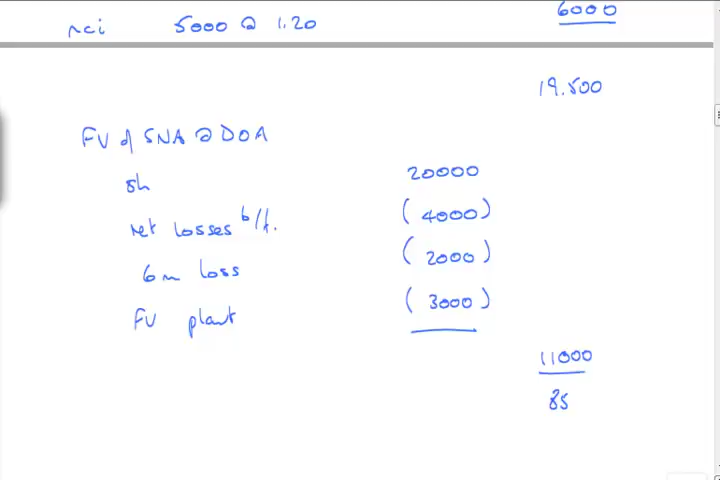 nci 5000 @ 1.20 6000
19.500
FV of SNA @ DOA
sh 20000
ret losses b/f. (4000)
6m loss (2000)
FV plant (3000)
11000
85